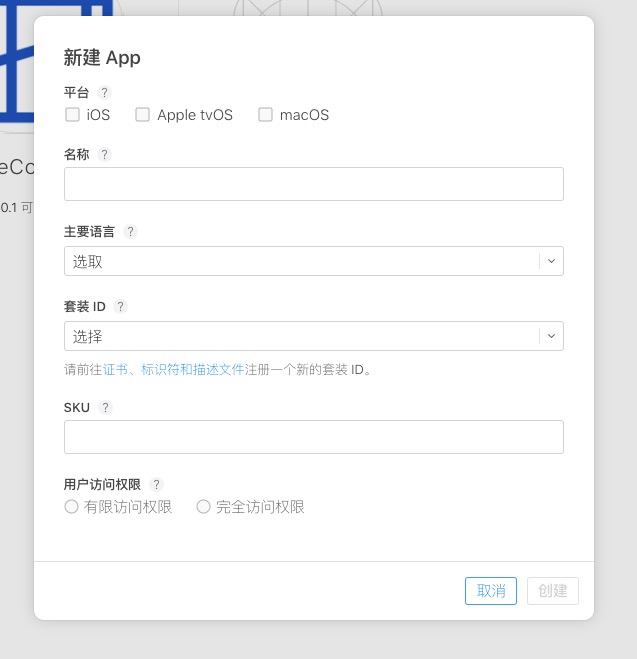 新建 App
平台 ?
iOS Apple tvOS macOS
名称 ?
eCo
0.1 可
主要语言 ?
选取
套装 ID ?
选择
请前往证书、标识符和描述文件注册一个新的套装 ID。
SKU ?
用户访问权限 ?
有限访问权限 完全访问权限
取消 创建